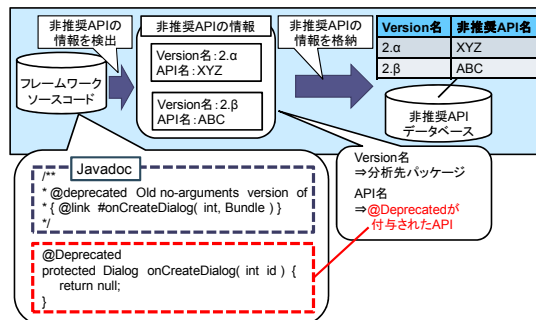 非推奨APIの
情報を検出
非推奨APIの情報
非推奨APIの
情報を格納
Version名 非推奨API名
2.α XYZ
2.β ABC
フレームワーク
ソースコード
Version名:2.α
API名:XYZ
Version名:2.β
API名:ABC
非推奨API
データベース
Javadoc
/**
* @deprecated Old no-arguments version of
* { @link #onCreateDialog( int, Bundle ) }
*/
@Deprecated
protected Dialog onCreateDialog( int id ) {
return null;
}
Version名
⇒分析先パッケージ
API名
⇒@Deprecatedが
付与されたAPI